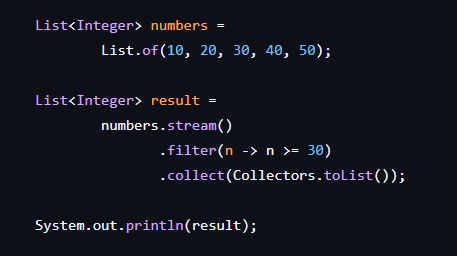 List<Integer> numbers =
        List.of(10, 20, 30, 40, 50);
List<Integer> result =
        numbers.stream()
               .filter(n -> n >= 30)
               .collect(Collectors.toList());
System.out.println(result);